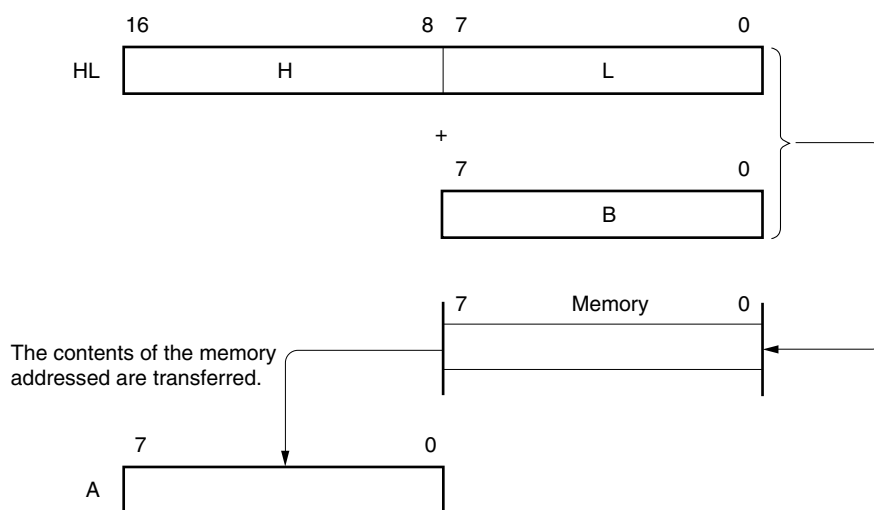 16 8 7 0
HL H L
+
7 0
B
7 Memory 0
The contents of the memory
addressed are transferred.
7 0
A